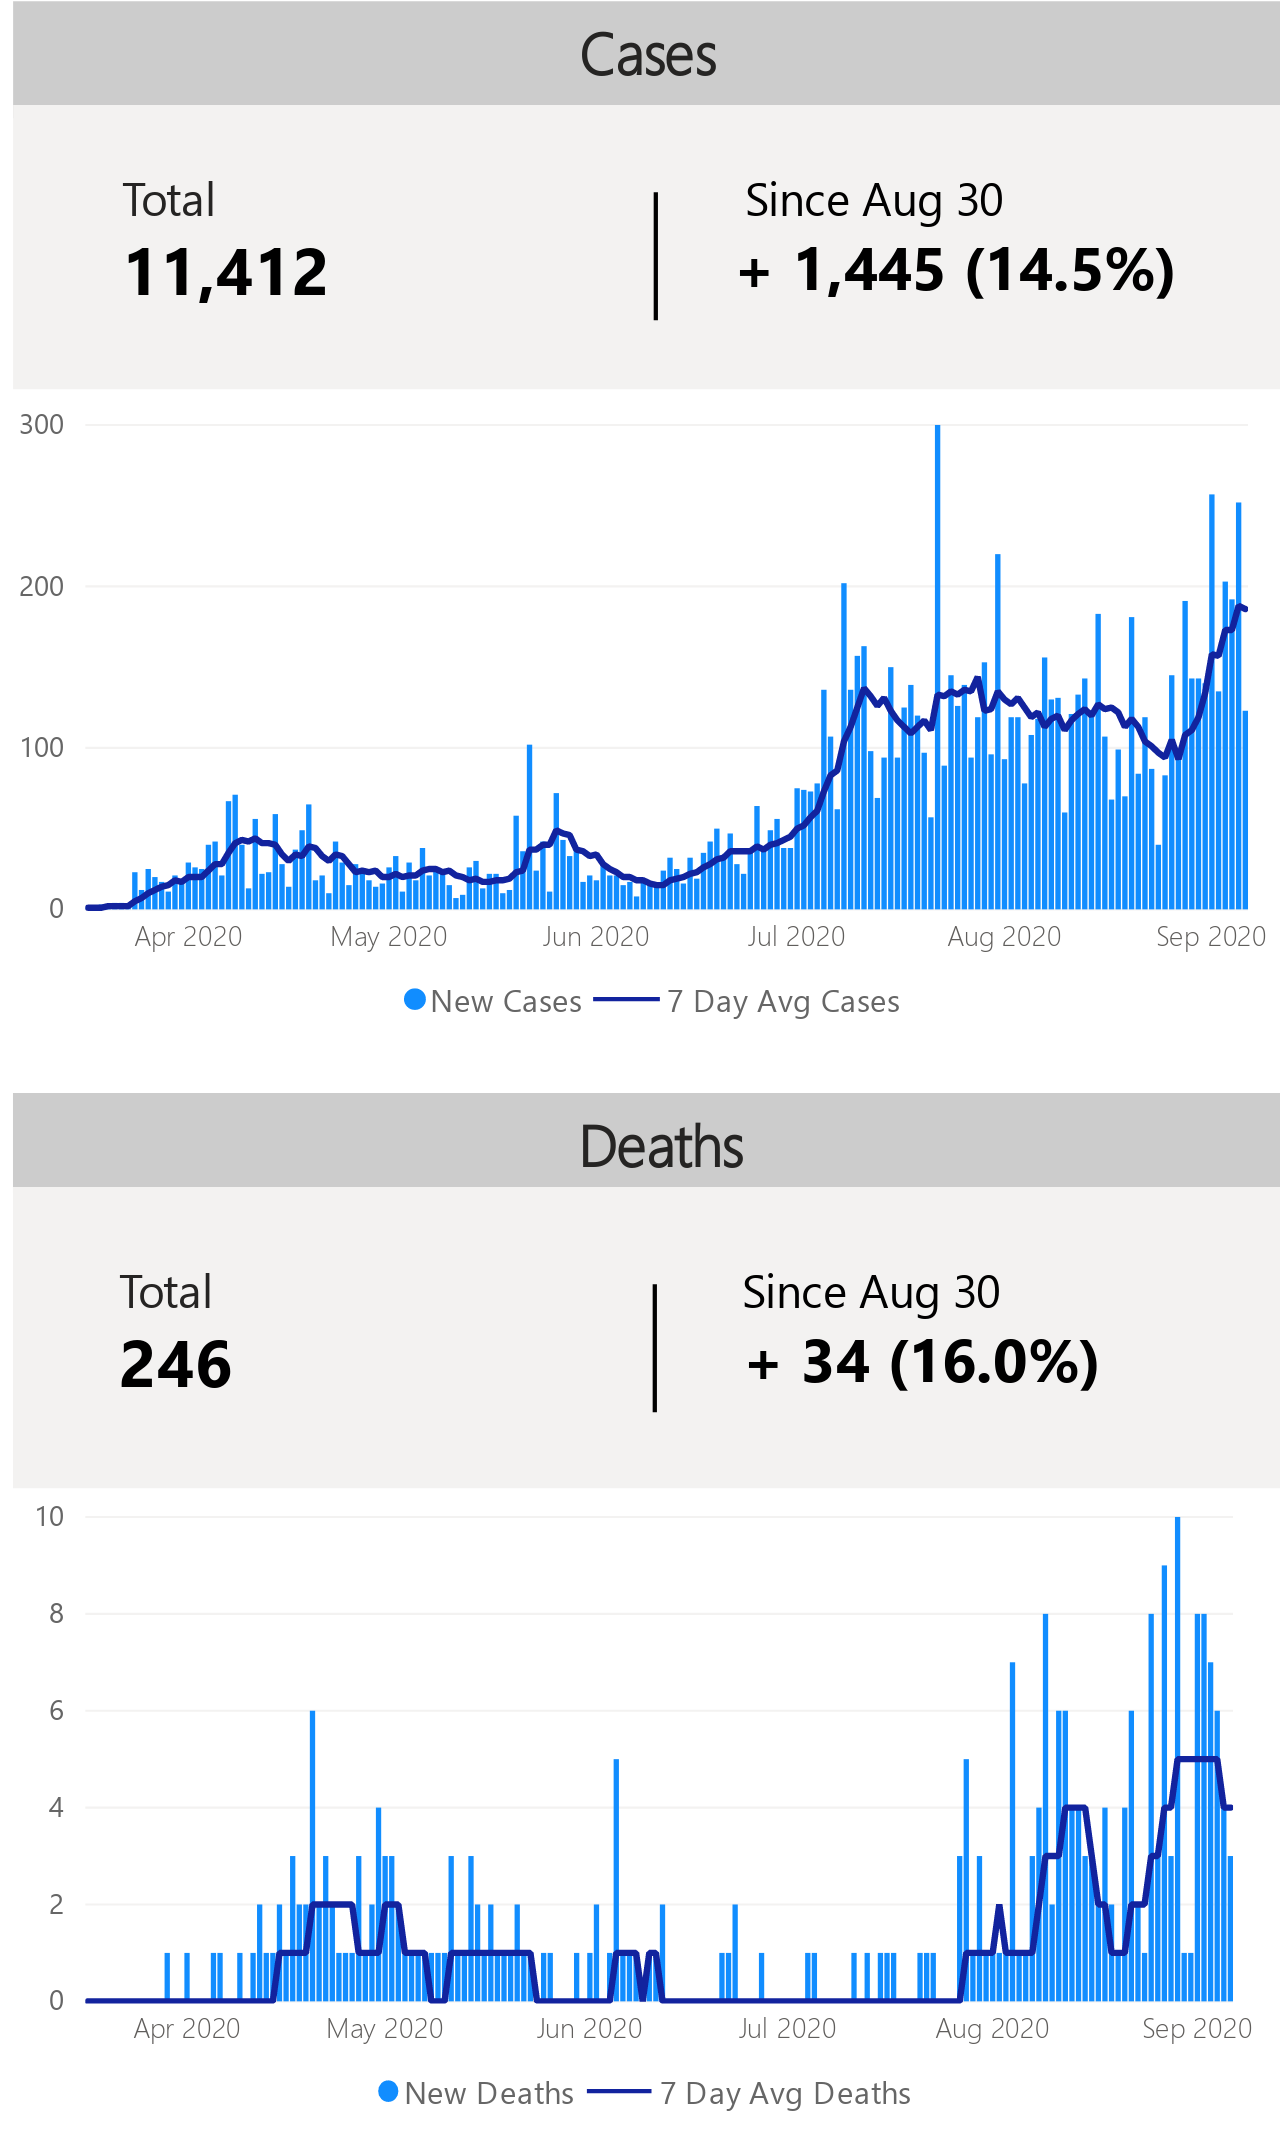 Cases
Total
Since Aug 30
11,412
+ 1,445 (14.5%)
300
200
100
0
Apr 2020
May 2020
Jun 2020
Jul 2020
Aug 2020
Sep 2020
New Cases
7 Day Avg Cases
Deaths
Total
Since Aug 30
246
+ 34 (16.0%)
10
8
6
4
2
0
Apr 2020
May 2020
Jun 2020
Jul 2020
Aug 2020
Sep 2020
New Deaths
7 Day Avg Deaths